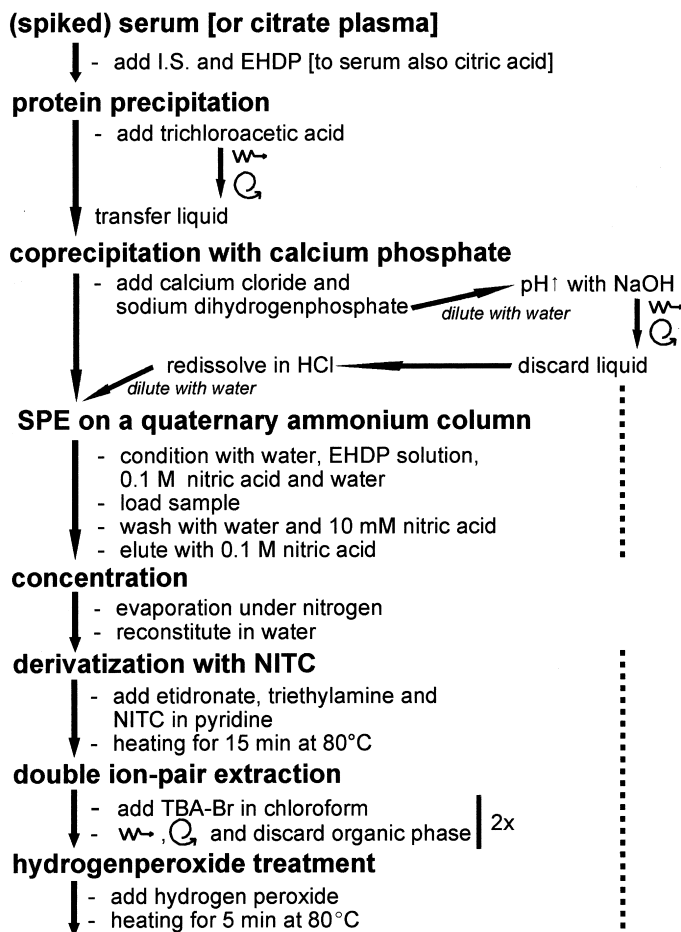 (spiked) serum [or citrate plasma]
- add I.S. and EHDP [to serum also citric acid]
protein precipitation
- add trichloroacetic acid
transfer liquid
coprecipitation with calcium phosphate
- add calcium cloride and
sodium dihydrogenphosphate
dilute with water
pH↑ with NaOH
discard liquid
redissolve in HCl
dilute with water
SPE on a quaternary ammonium column
- condition with water, EHDP solution,
0.1 M nitric acid and water
- load sample
- wash with water and 10 mM nitric acid
- elute with 0.1 M nitric acid
concentration
- evaporation under nitrogen
- reconstitute in water
derivatization with NITC
- add etidronate, triethylamine and
NITC in pyridine
- heating for 15 min at 80°C
double ion-pair extraction
- add TBA-Br in chloroform
- , and discard organic phase
2x
hydrogenperoxide treatment
- add hydrogen peroxide
- heating for 5 min at 80°C